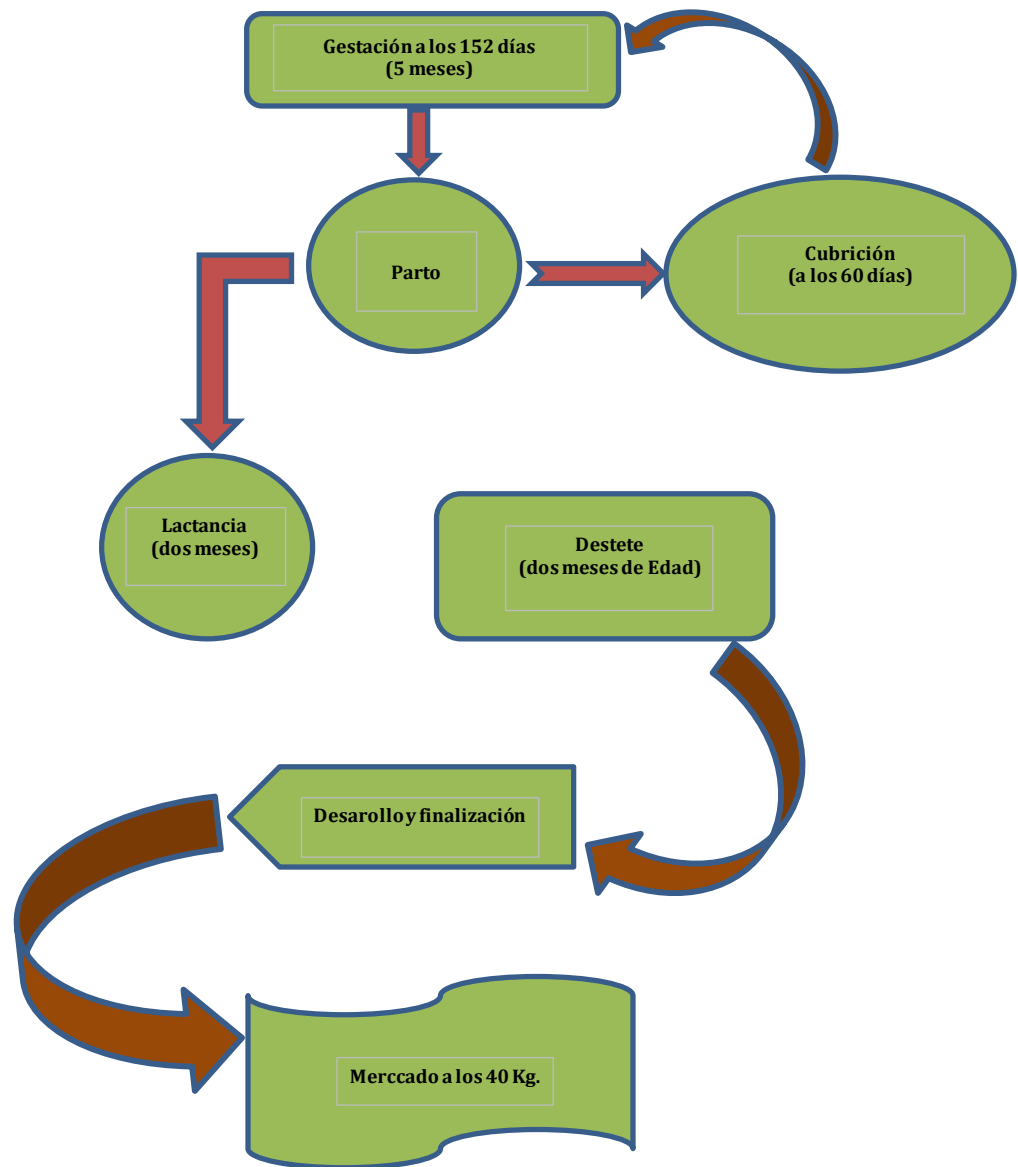 Gestación a los 152 días
(5 meses)
Parto
Cubrición
(a los 60 días)
Lactancia
(dos meses)
Destete
(dos meses de Edad)
Desarollo y finalización
Merccado a los 40 Kg.